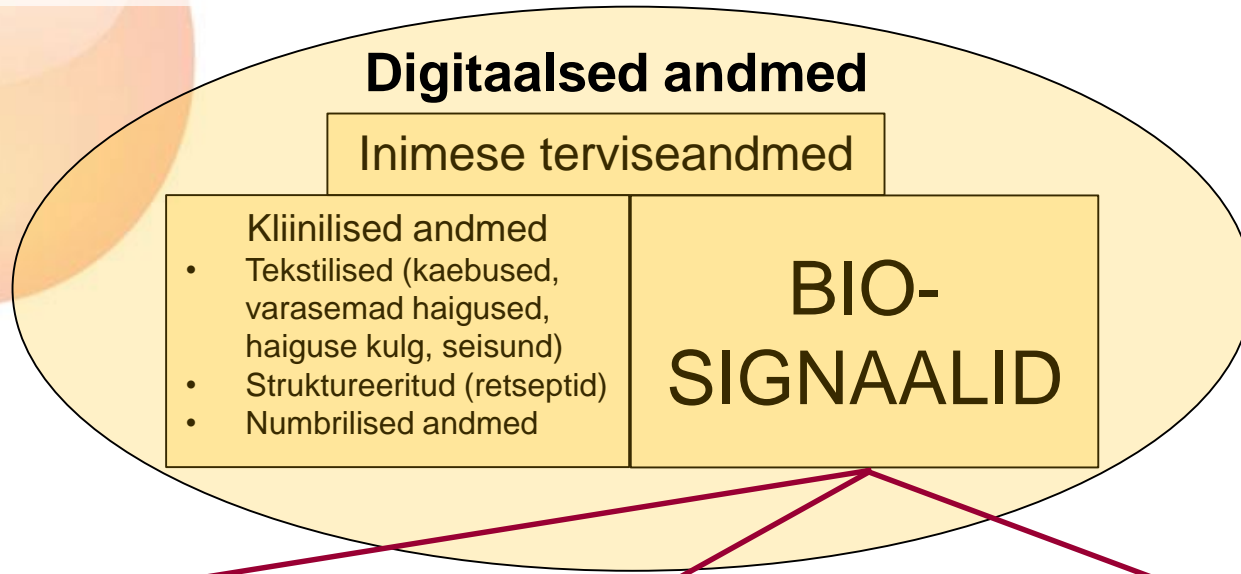 Digitaalsed andmed
Inimese terviseandmed
Kliinilised andmed
• Tekstilised (kaebused,
varasemad haigused,
haiguse kulg, seisund)
• Struktureeritud (retseptid)
• Numbrilised andmed
BIO-
SIGNAALID